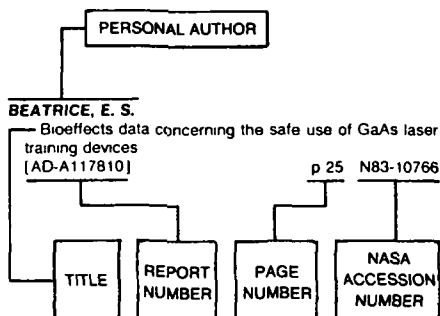 PERSONAL AUTHOR
BEATRICE, E. S.
Bioeffects data concerning the safe use of GaAs laser
training devices
[AD-A117810] p 25 N83-10766
TITLE
REPORT
NUMBER
PAGE
NUMBER
NASA
ACCESSION
NUMBER